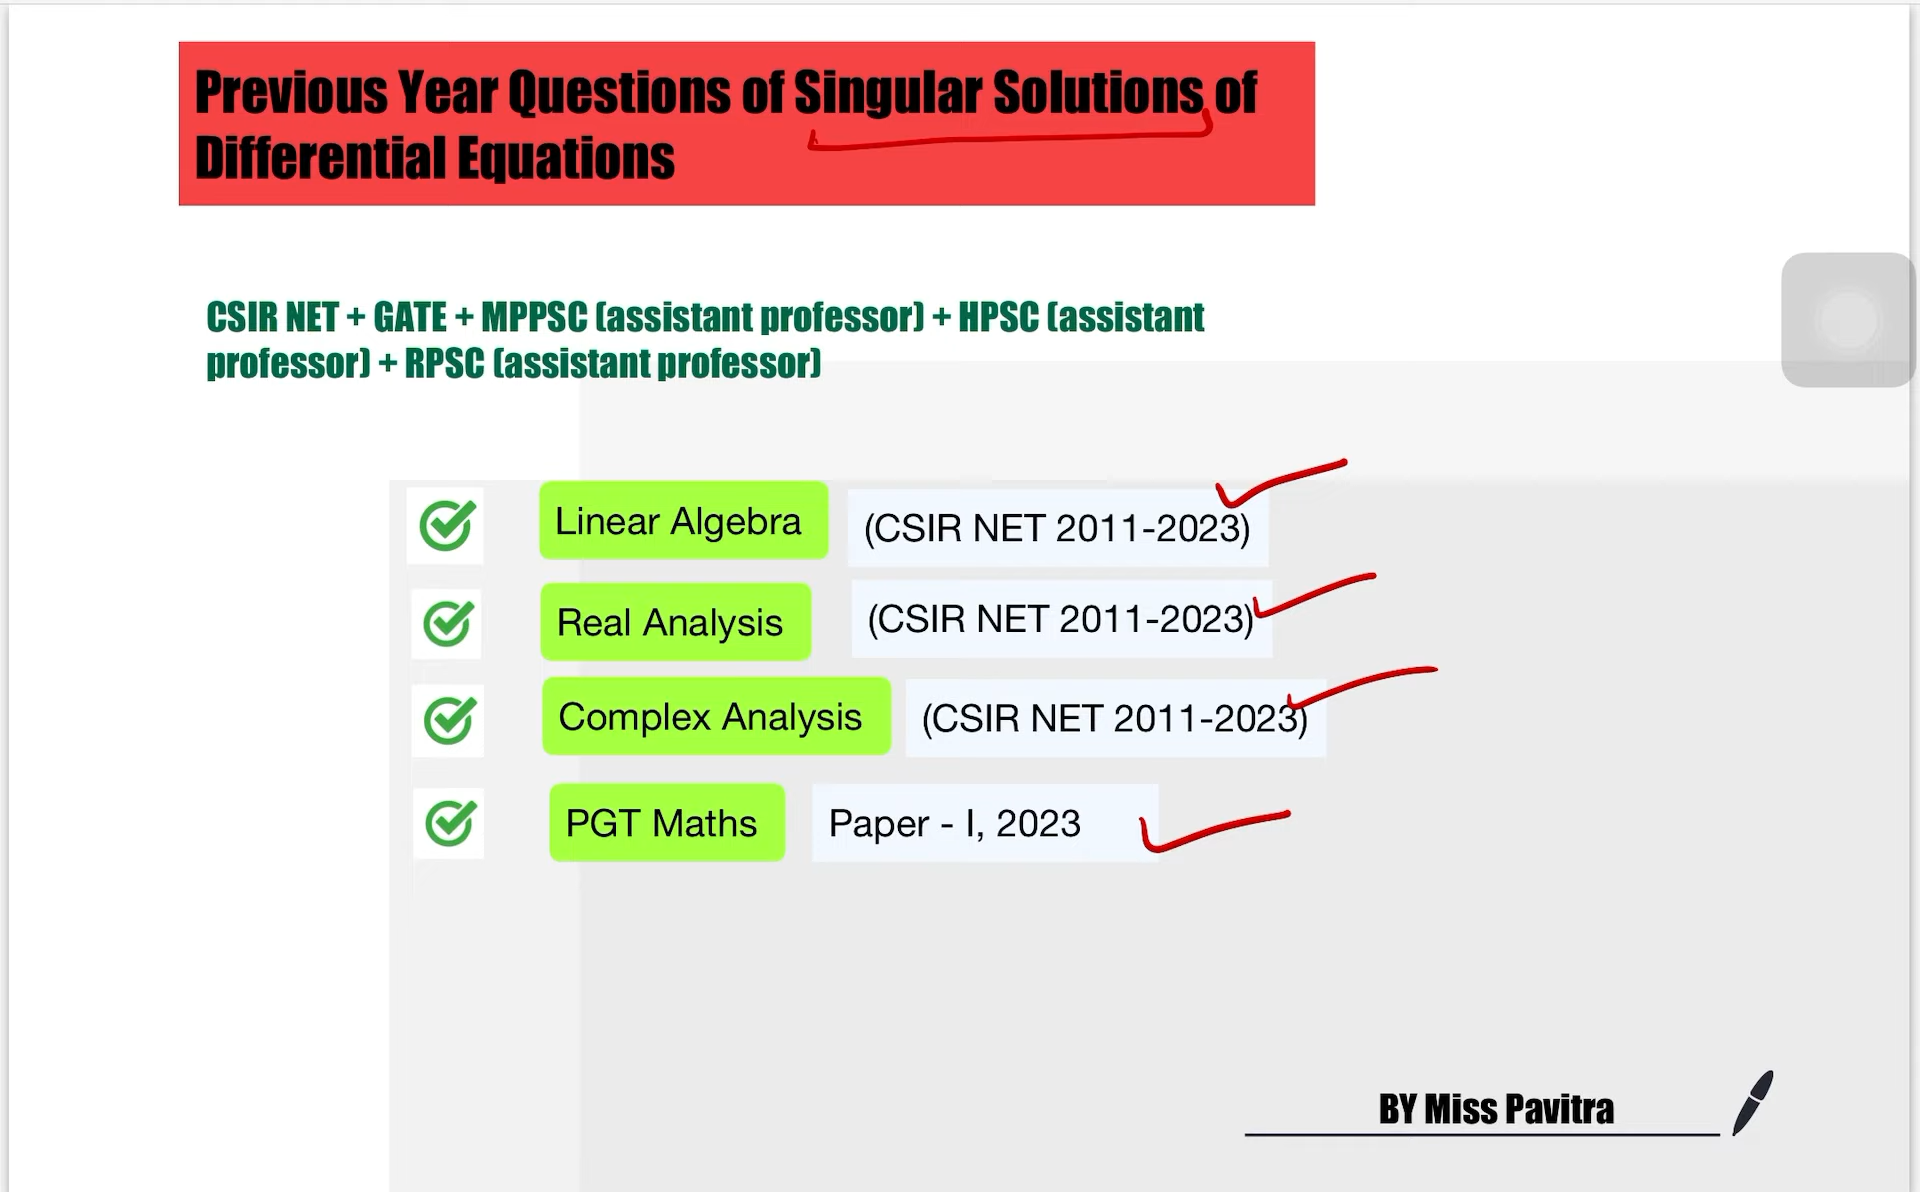 Previous Year Questions of Singular Solutions of
Differential Equations
CSIR NET + GATE + MPPSC (assistant professor) + HPSC (assistant
professor) + RPSC (assistant professor)
Linear Algebra (CSIR NET 2011-2023)
Real Analysis (CSIR NET 2011-2023)
Complex Analysis (CSIR NET 2011-2023)
PGT Maths Paper - I, 2023
BY Miss Pavitra